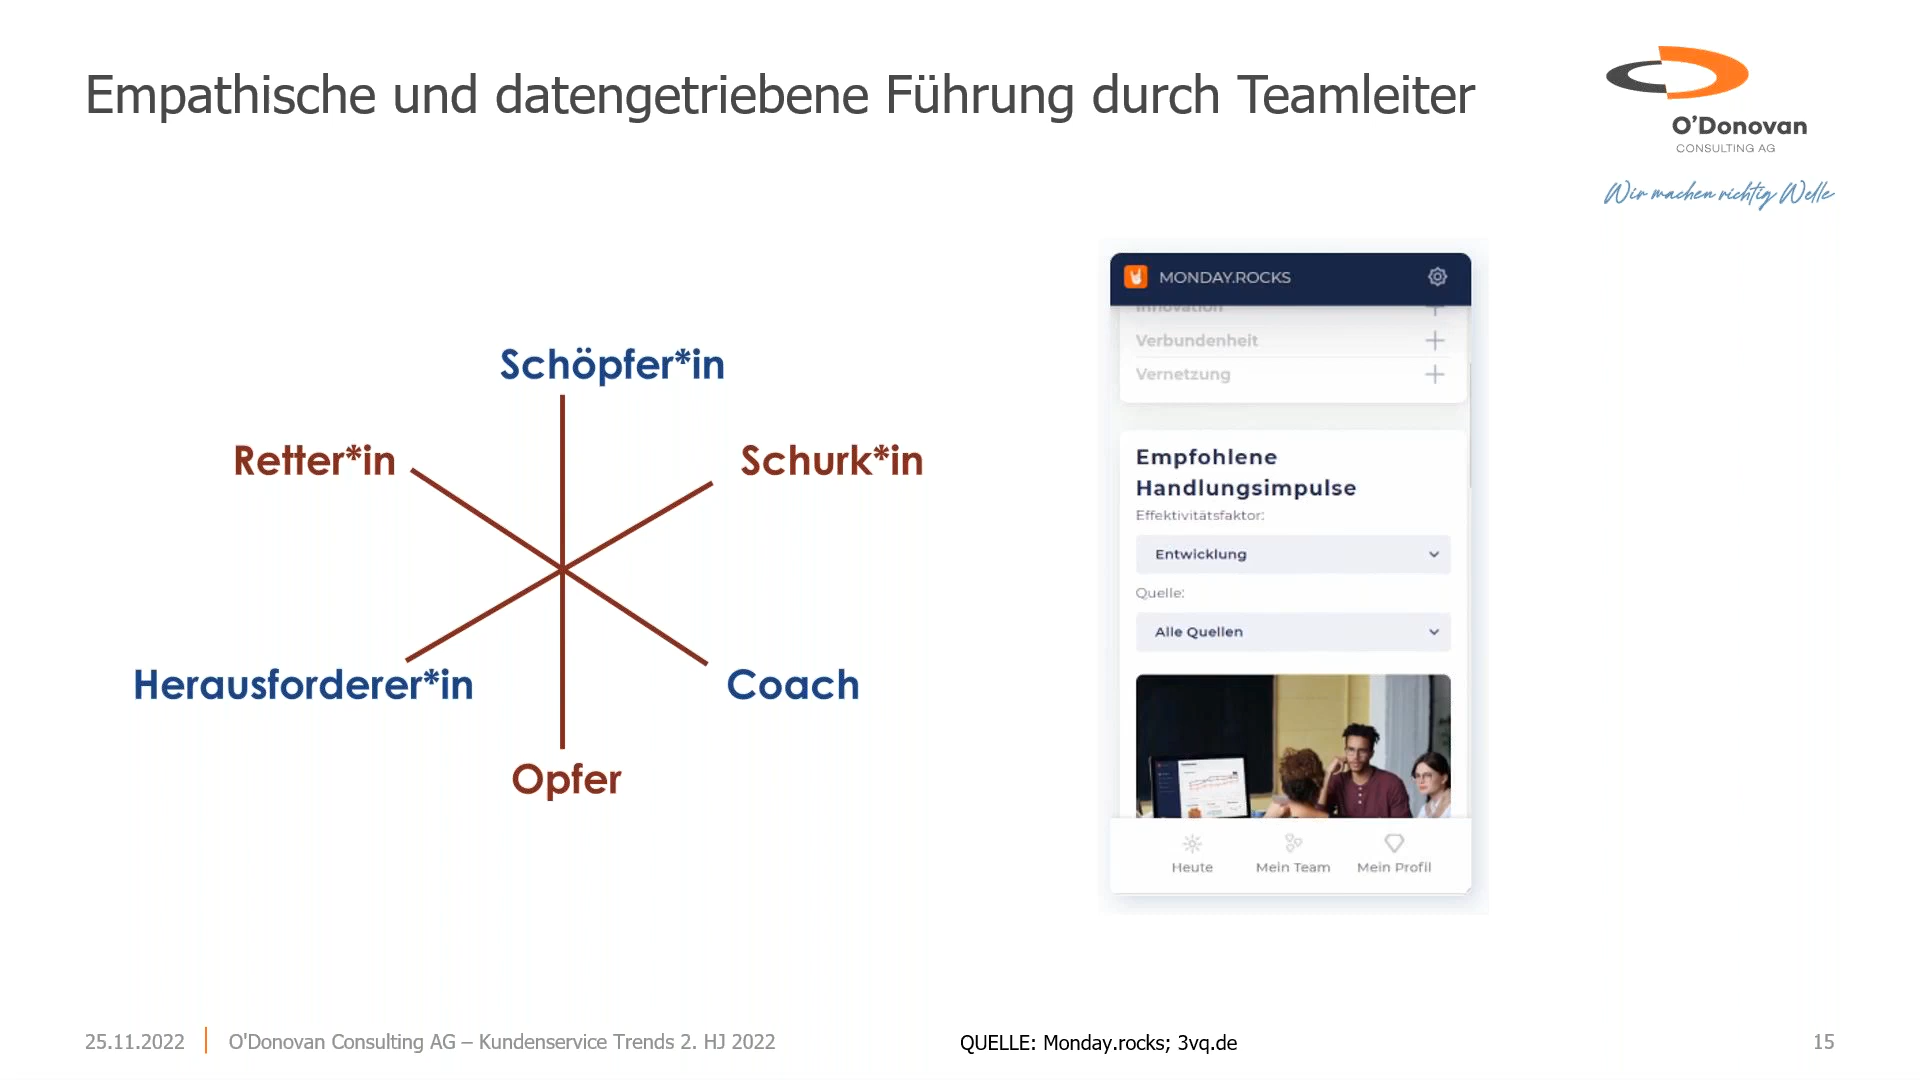 Empathische und datengetriebene Führung durch Teamleiter
O'Donovan
CONSULTING AG
Wir machen richtig Welle
Schöpfer*in
Retter*in
Schurk*in
Herausforderer*in
Coach
Opfer
MONDAY.ROCKS
Innovation
Verbundenheit
Vernetzung
Empfohlene
Handlungsimpulse
Effektivitätsfaktor:
Entwicklung
Quelle:
Alle Quellen
Heute
Mein Team
Mein Profil
25.11.2022
O'Donovan Consulting AG – Kundenservice Trends 2. HJ 2022
QUELLE: Monday.rocks; 3vq.de
15